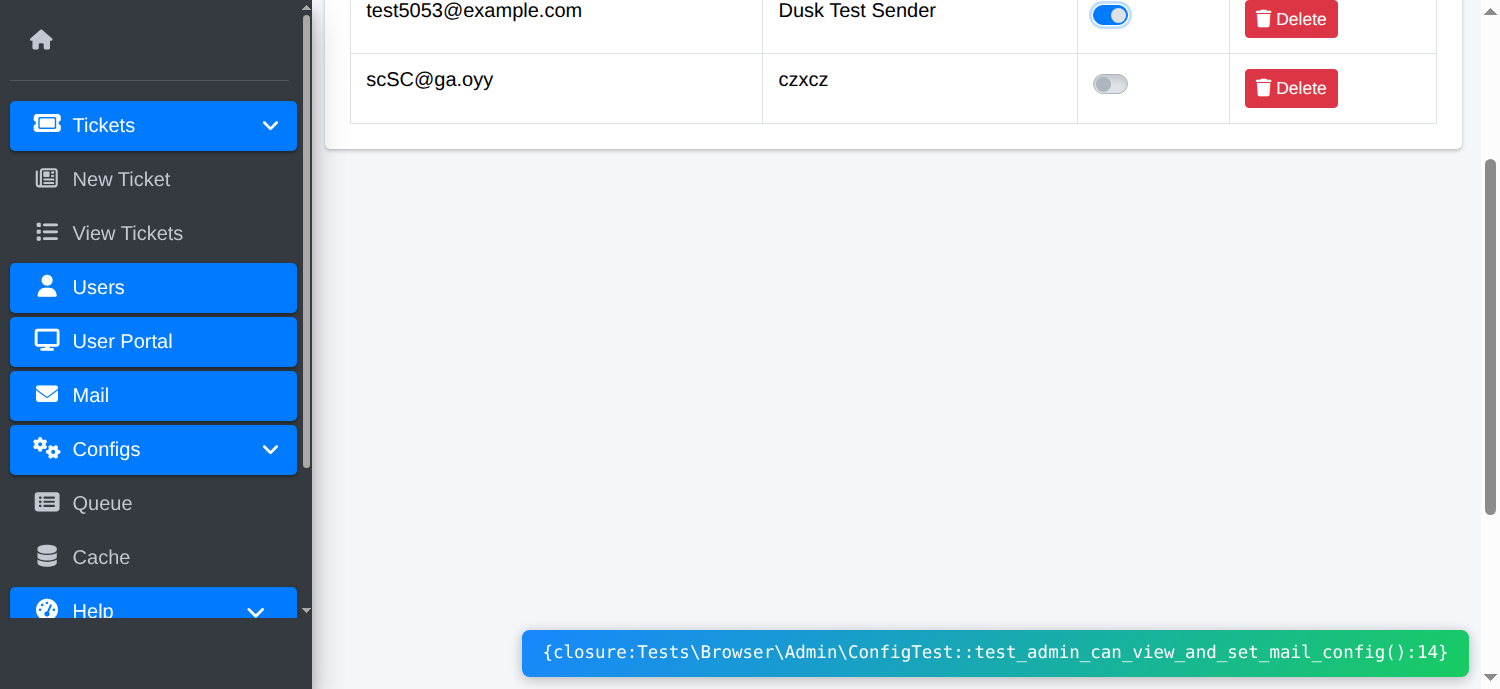 test5053@example.com Dusk Test Sender Delete
scSC@ga.oyy czxcz Delete
Tickets
New Ticket
View Tickets
Users
User Portal
Mail
Configs
Queue
Cache
Help
{closure:Tests\Browser\Admin\ConfigTest::test_admin_can_view_and_set_mail_config():14}